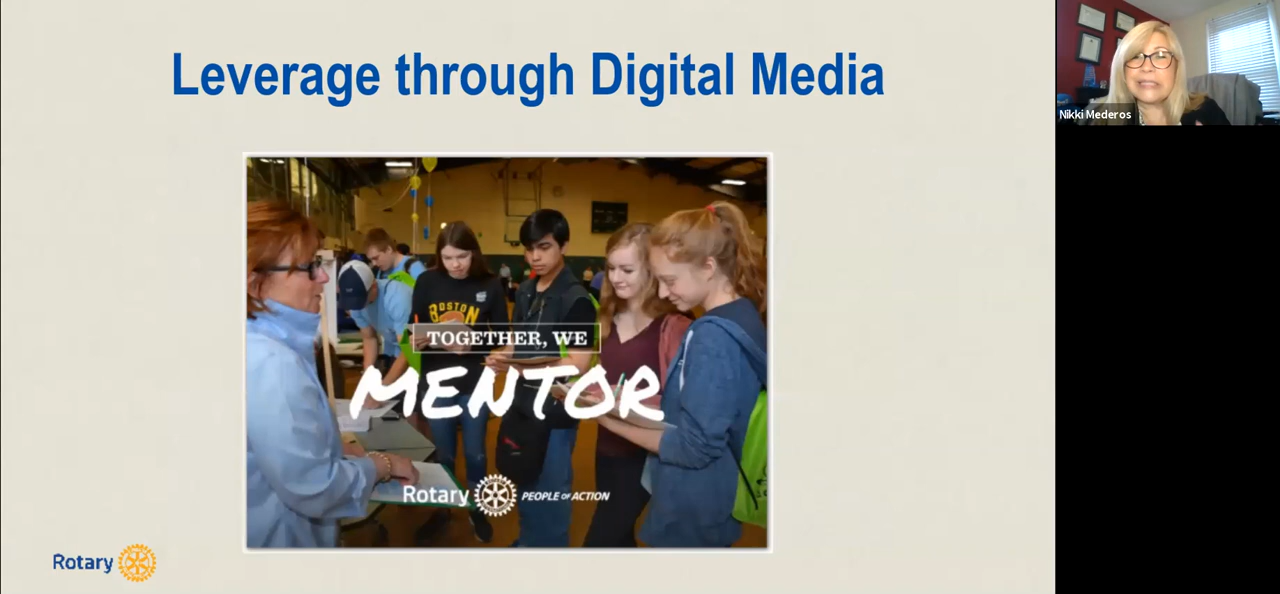 Leverage through Digital Media
Nikki Mederos
BOSTON
TOGETHER, WE
MENTOR
Rotary PEOPLE OF ACTION
Rotary